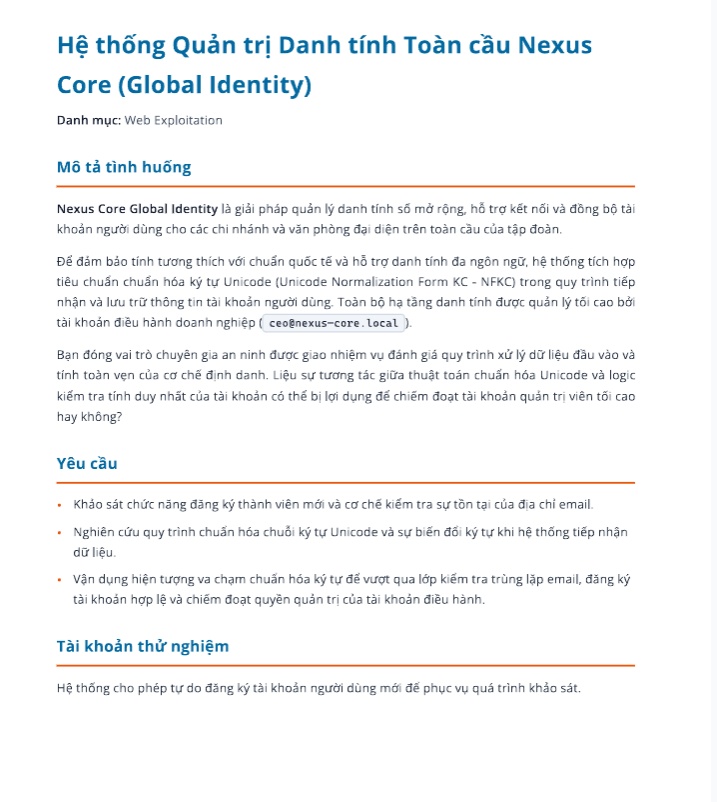 Hệ thống Quản trị Danh tính Toàn cầu Nexus
Core (Global Identity)
Danh mục: Web Exploitation
Mô tả tình huống
Nexus Core Global Identity là giải pháp quản lý danh tính số mở rộng, hỗ trợ kết nối và đồng bộ tài
khoản người dùng cho các chi nhánh và văn phòng đại diện trên toàn cầu của tập đoàn.
Để đảm bảo tính tương thích với chuẩn quốc tế và hỗ trợ danh tính đa ngôn ngữ, hệ thống tích hợp
tiêu chuẩn chuẩn hóa ký tự Unicode (Unicode Normalization Form KC - NFKC) trong quy trình tiếp
nhận và lưu trữ thông tin tài khoản người dùng. Toàn bộ hạ tầng danh tính được quản lý tối cao bởi
tài khoản điều hành doanh nghiệp ( ceo@nexus-core.local ).
Bạn đóng vai trò chuyên gia an ninh được giao nhiệm vụ đánh giá quy trình xử lý dữ liệu đầu vào và
tính toàn vẹn của cơ chế định danh. Liệu sự tương tác giữa thuật toán chuẩn hóa Unicode và logic
kiểm tra tính duy nhất của tài khoản có thể bị lợi dụng để chiếm đoạt tài khoản quản trị viên tối cao
hay không?
Yêu cầu
• Khảo sát chức năng đăng ký thành viên mới và cơ chế kiểm tra sự tồn tại của địa chỉ email.
• Nghiên cứu quy trình chuẩn hóa chuỗi ký tự Unicode và sự biến đổi ký tự khi hệ thống tiếp nhận
dữ liệu.
• Vận dụng hiện tượng va chạm chuẩn hóa ký tự để vượt qua lớp kiểm tra trùng lặp email, đăng ký
tài khoản hợp lệ và chiếm đoạt quyền quản trị của tài khoản điều hành.
Tài khoản thử nghiệm
Hệ thống cho phép tự do đăng ký tài khoản người dùng mới để phục vụ quá trình khảo sát.